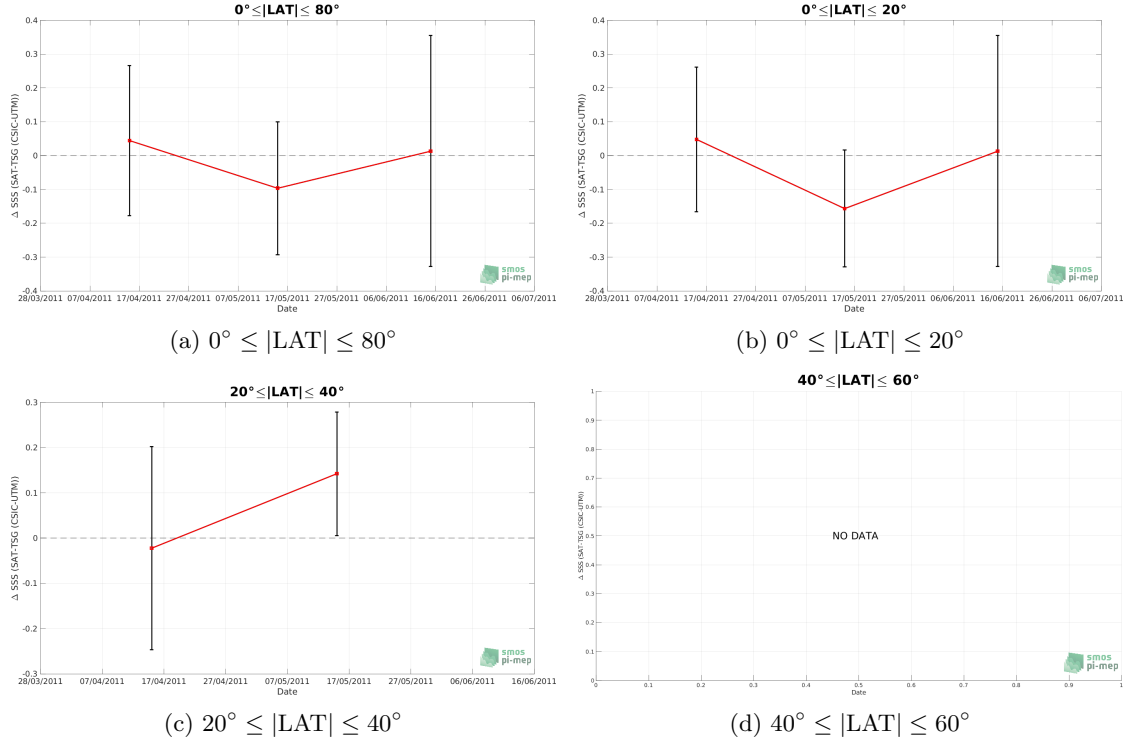 0°≤|LAT|≤ 80°
0.4
0.3
0.2
0.1
0
-0.1
-0.2
-0.3
-0.4
Δ SSS (SAT-TSG (CSIC-UTM))
28/03/2011 07/04/2011 17/04/2011 27/04/2011 07/05/2011 17/05/2011 27/05/2011 06/06/2011 16/06/2011 26/06/2011 06/07/2011
Date
smos
pi-mep
(a) 0° ≤ |LAT| ≤ 80°
0°≤|LAT|≤ 20°
0.4
0.3
0.2
0.1
0
-0.1
-0.2
-0.3
-0.4
Δ SSS (SAT-TSG (CSIC-UTM))
28/03/2011 07/04/2011 17/04/2011 27/04/2011 07/05/2011 17/05/2011 27/05/2011 06/06/2011 16/06/2011 26/06/2011 06/07/2011
Date
smos
pi-mep
(b) 0° ≤ |LAT| ≤ 20°
20°≤|LAT|≤ 40°
0.3
0.2
0.1
0
-0.1
-0.2
-0.3
Δ SSS (SAT-TSG (CSIC-UTM))
28/03/2011 07/04/2011 17/04/2011 27/04/2011 07/05/2011 17/05/2011 27/05/2011 06/06/2011 16/06/2011
Date
smos
pi-mep
(c) 20° ≤ |LAT| ≤ 40°
40°≤|LAT|≤ 60°
1
0.9
0.8
0.7
0.6
0.5
0.4
0.3
0.2
0.1
0
Δ SSS (SAT-TSG (CSIC-UTM))
NO DATA
0 0.1 0.2 0.3 0.4 0.5 0.6 0.7 0.8 0.9 1
Date
smos
pi-mep
(d) 40° ≤ |LAT| ≤ 60°